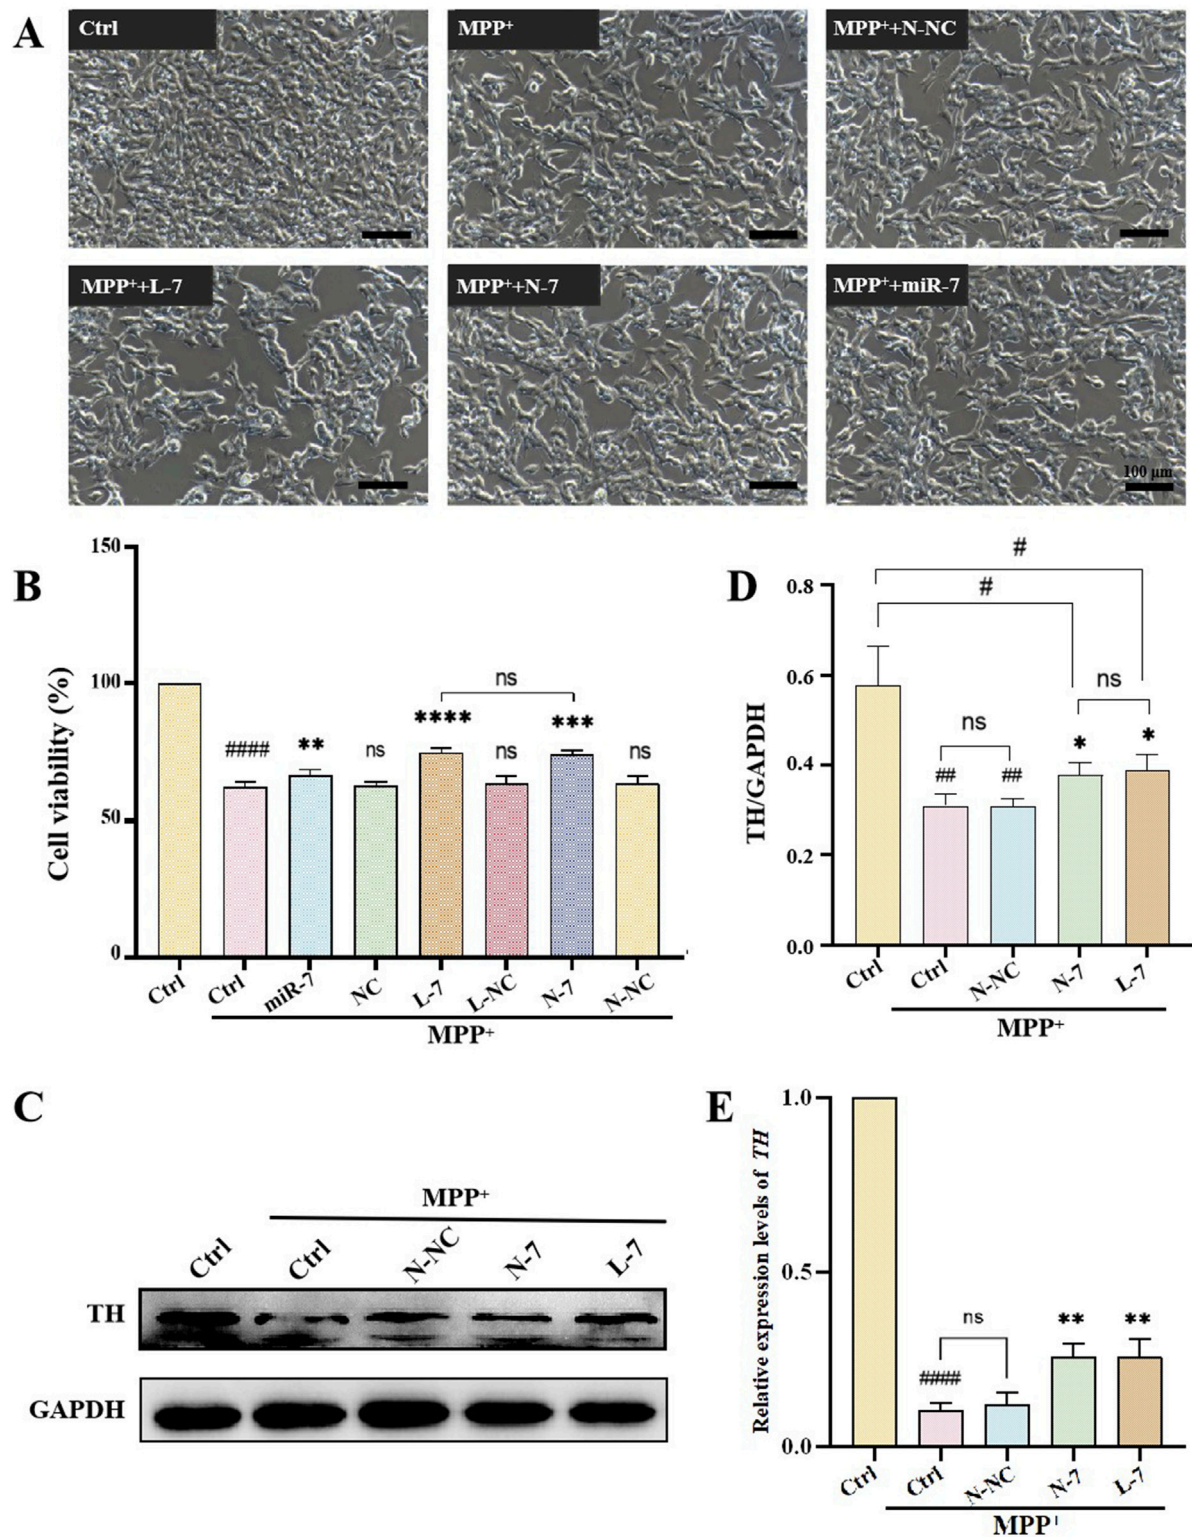 A
Ctrl
MPP⁺
MPP⁺+N-NC
MPP⁺+L-7
MPP⁺+N-7
MPP⁺+miR-7
100 µm
B
Cell viability (%)
150
100
50
0
####
**
ns
****
ns
ns
***
ns
Ctrl
Ctrl
miR-7
NC
L-7
L-NC
N-7
N-NC
MPP⁺
D
TH/GAPDH
0.8
0.6
0.4
0.2
0.0
#
#
ns
ns
##
##
*
*
Ctrl
Ctrl
N-NC
N-7
L-7
MPP⁺
C
MPP⁺
Ctrl
Ctrl
N-NC
N-7
L-7
TH
GAPDH
E
Relative expression levels of TH
1.0
0.5
0.0
ns
####
**
**
Ctrl
Ctrl
N-NC
N-7
L-7
MPP⁺